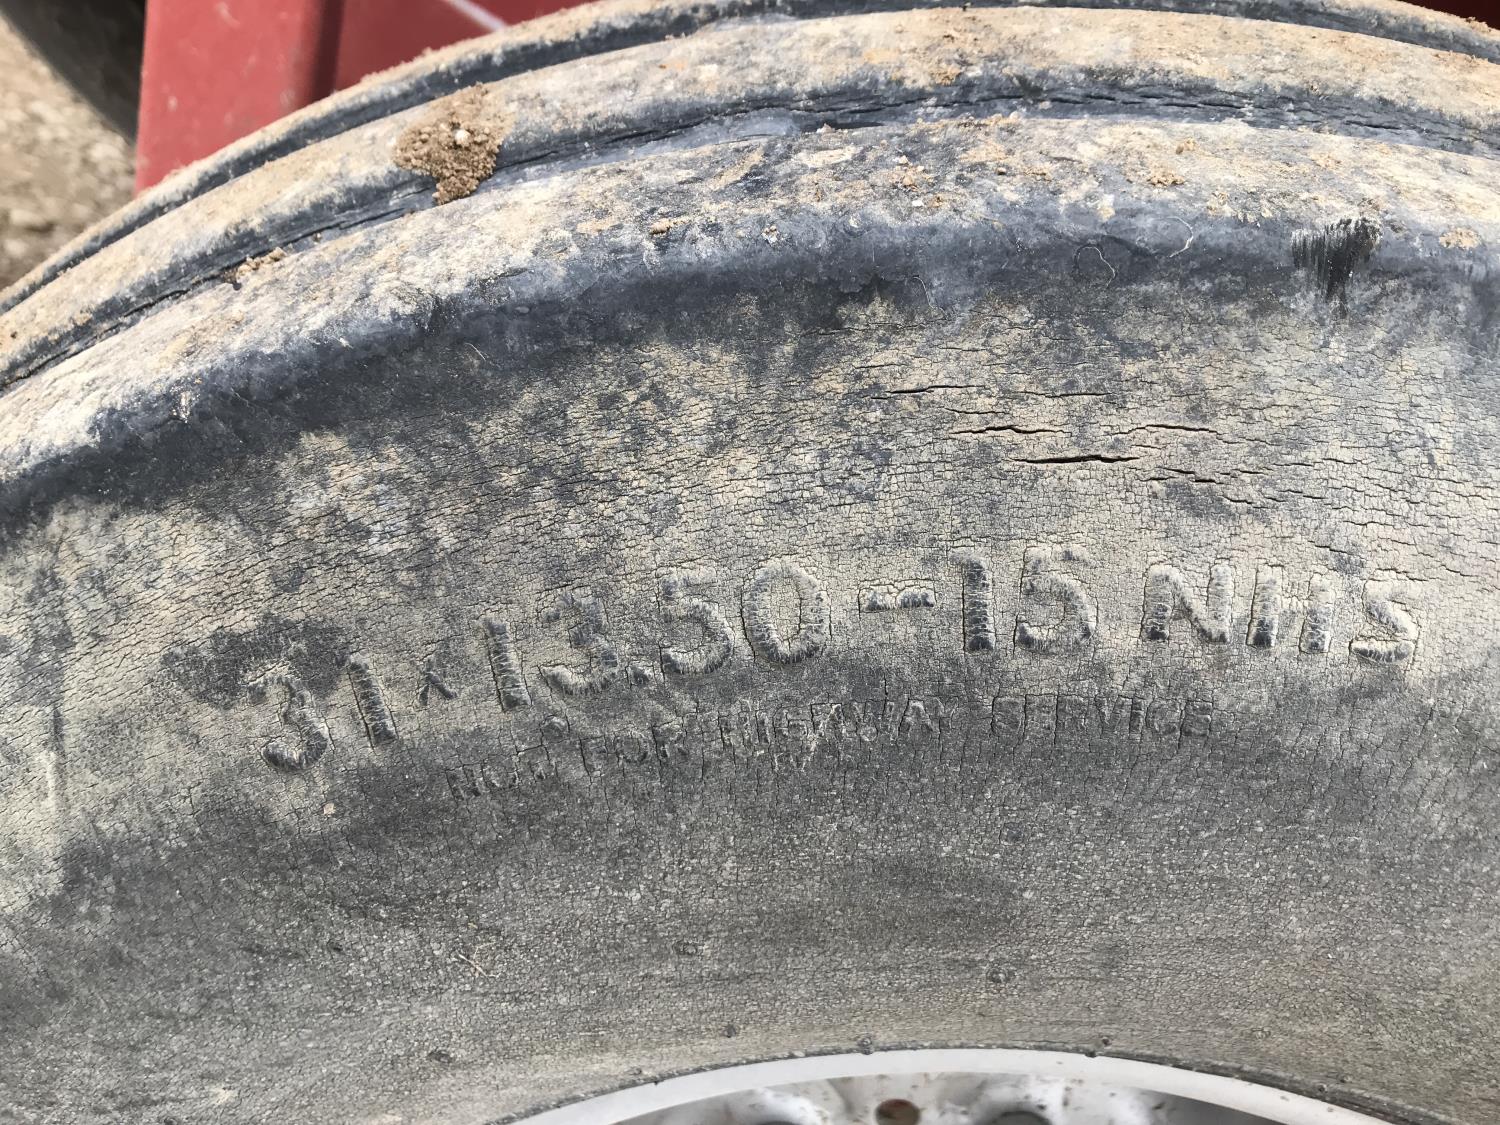 31x13.50-15 NHS
NOT FOR HIGHWAY SERVICE